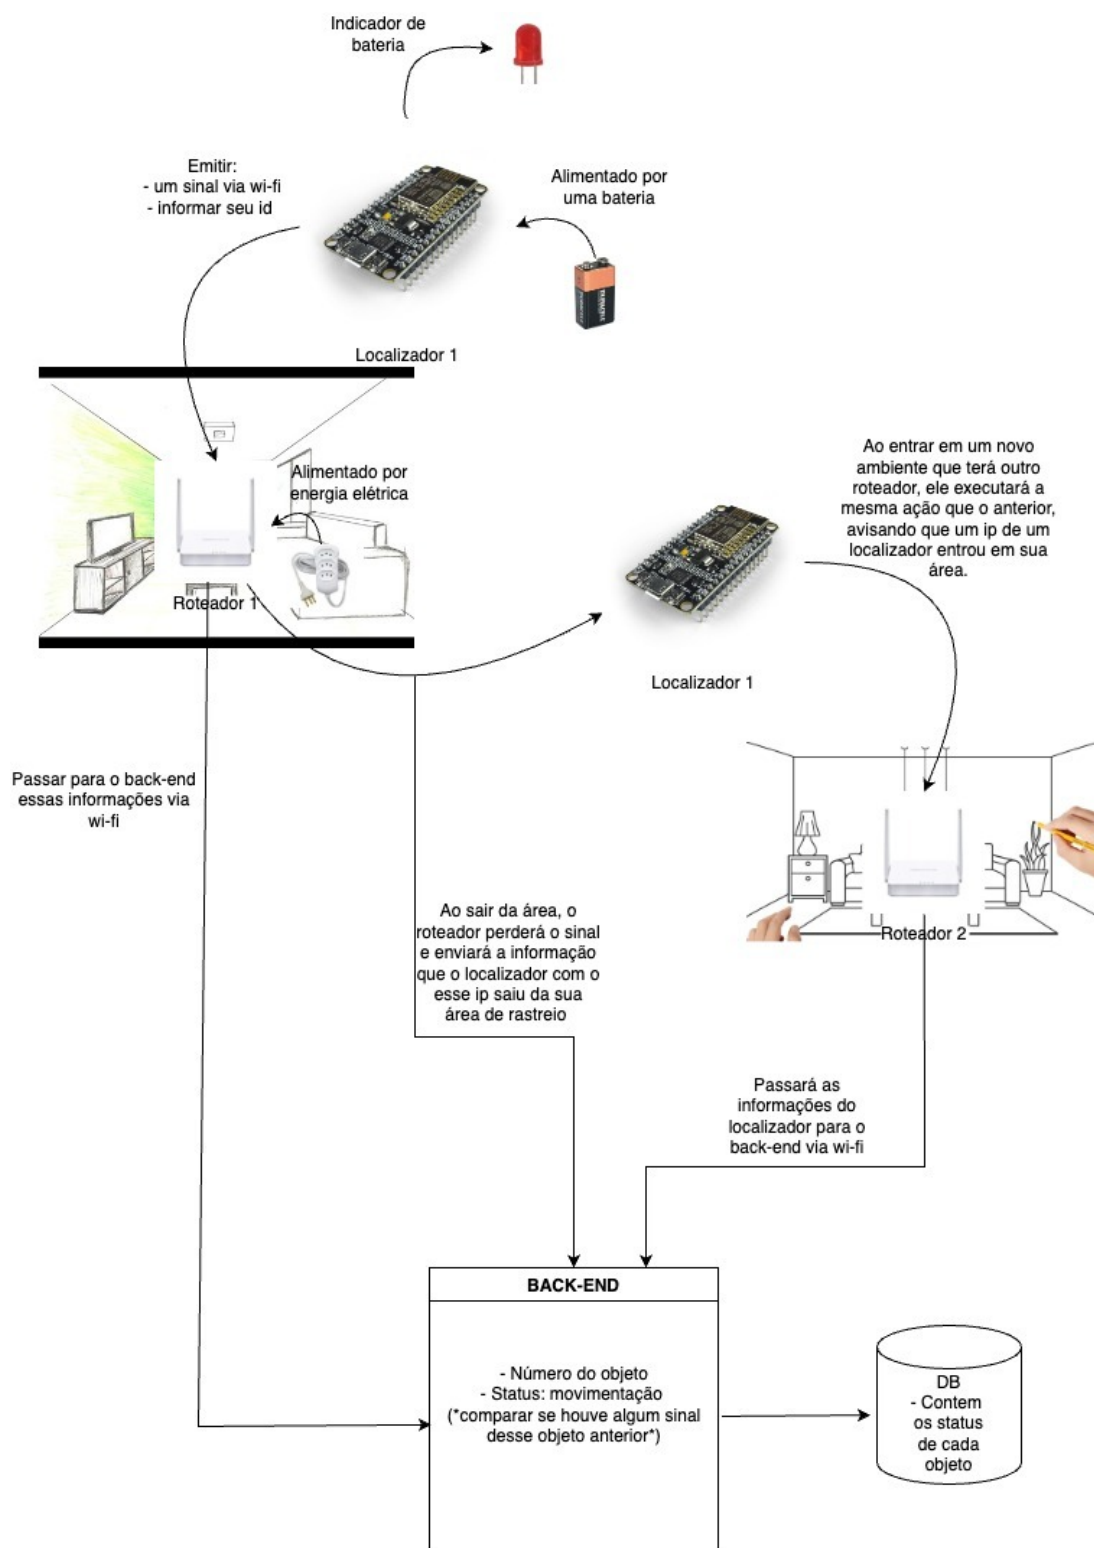 Indicador de
bateria
Emitir:
- um sinal via wi-fi
- informar seu id
Alimentado por
uma bateria
DURACELL
Localizador 1
Alimentado por
energia elétrica
Roteador 1
Ao entrar em um novo
ambiente que terá outro
roteador, ele executará a
mesma ação que o anterior,
avisando que um ip de um
localizador entrou em sua
área.
Localizador 1
Passar para o back-end
essas informações via
wi-fi
Roteador 2
Ao sair da área, o
roteador perderá o sinal
e enviará a informação
que o localizador com o
esse ip saiu da sua
área de rastreio
Passará as
informações do
localizador para o
back-end via wi-fi
BACK-END
- Número do objeto
- Status: movimentação
(*comparar se houve algum sinal
desse objeto anterior*)
DB
- Contem
os status
de cada
objeto